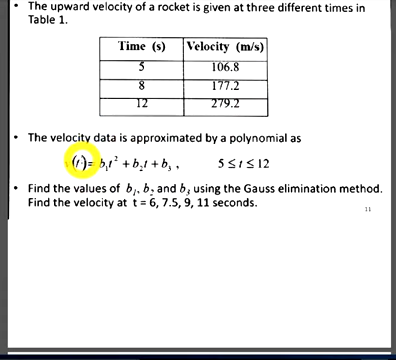 • The upward velocity of a rocket is given at three different times in
Table 1.
Time (s) Velocity (m/s)
5 106.8
8 177.2
12 279.2
• The velocity data is approximated by a polynomial as
(t)= b₁t² + b₂t + b₃ , 5 ≤ t ≤ 12
• Find the values of b₁, b₂ and b₃ using the Gauss elimination method.
Find the velocity at t = 6, 7.5, 9, 11 seconds.
11